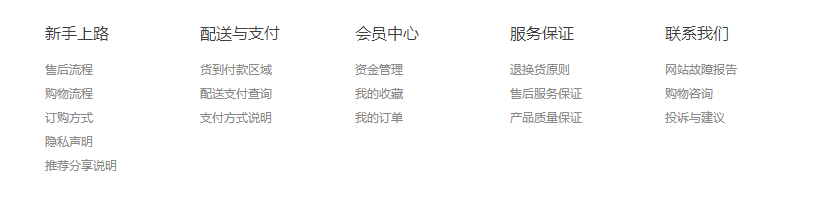 新手上路
售后流程
购物流程
订购方式
隐私声明
推荐分享说明
配送与支付
货到付款区域
配送支付查询
支付方式说明
会员中心
资金管理
我的收藏
我的订单
服务保证
退换货原则
售后服务保证
产品质量保证
联系我们
网站故障报告
购物咨询
投诉与建议